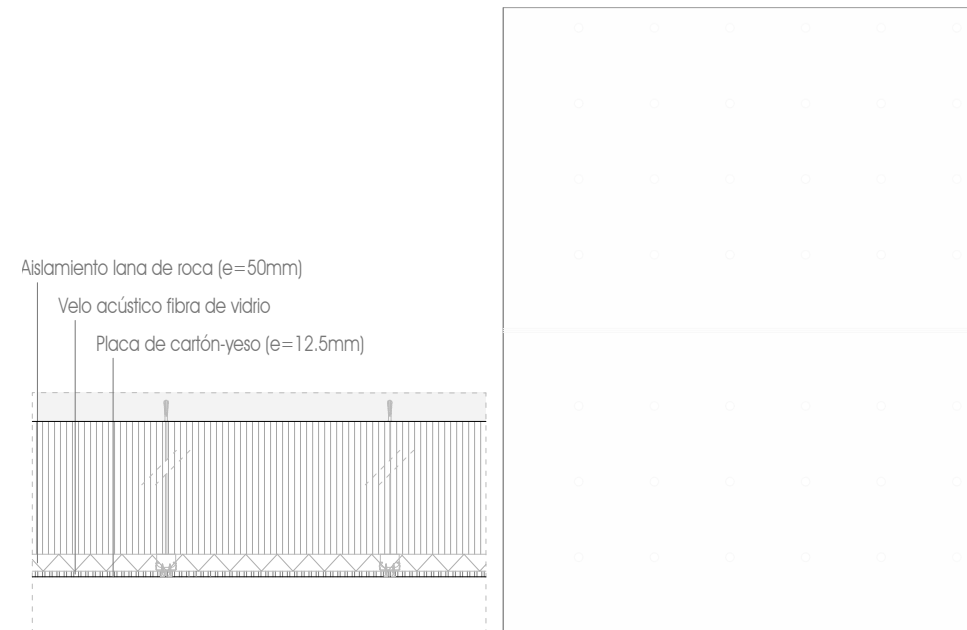 Aislamiento lana de roca (e=50mm)
Velo acústico fibra de vidrio
Placa de cartón-yeso (e=12.5mm)